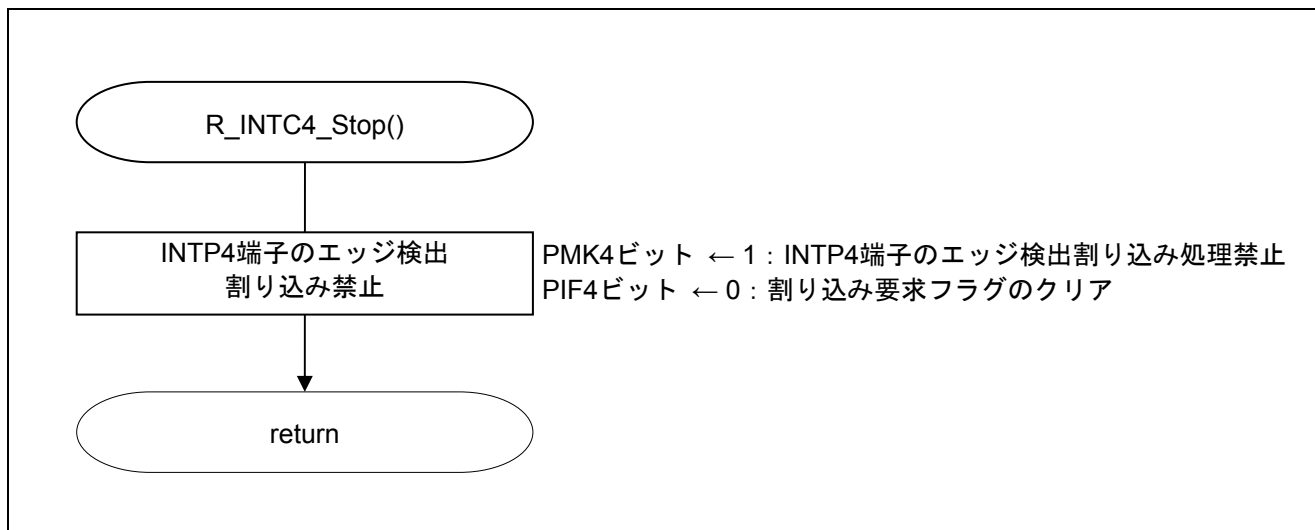 R_INTC4_Stop()
INTP4端子のエッジ検出
割り込み禁止
PMK4ビット ← 1：INTP4端子のエッジ検出割り込み処理禁止
PIF4ビット ← 0：割り込み要求フラグのクリア
return